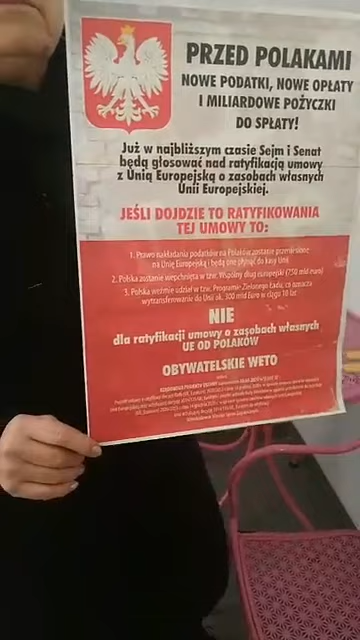 PRZED POLAKAMI
NOWE PODATKI, NOWE OPŁATY
I MILIARDOWE POŻYCZKI
DO SPŁATY!
Już w najbliższym czasie Sejm i Senat
będą głosować nad ratyfikacją umowy
z Unią Europejską o zasobach własnych
Unii Europejskiej.
JEŚLI DOJDZIE TO RATYFIKOWANIA
TEJ UMOWY TO:
1. Prawo nakładania podatków na Polaków zostanie przeniesione
na Unię Europejską i będą one płynąć do kasy Unii
2. Polska zostanie wepchnięta w tzw. Wspólny dług europejski (750 mld euro)
3. Polska weźmie udział w tzw. Programie Zielonego Ładu, co oznacza
wytransferowanie do Unii ok. 300 mld Euro w ciągu 10 lat
NIE
dla ratyfikacji umowy o zasobach własnych
UE OD POLAKÓW
OBYWATELSKIE WETO